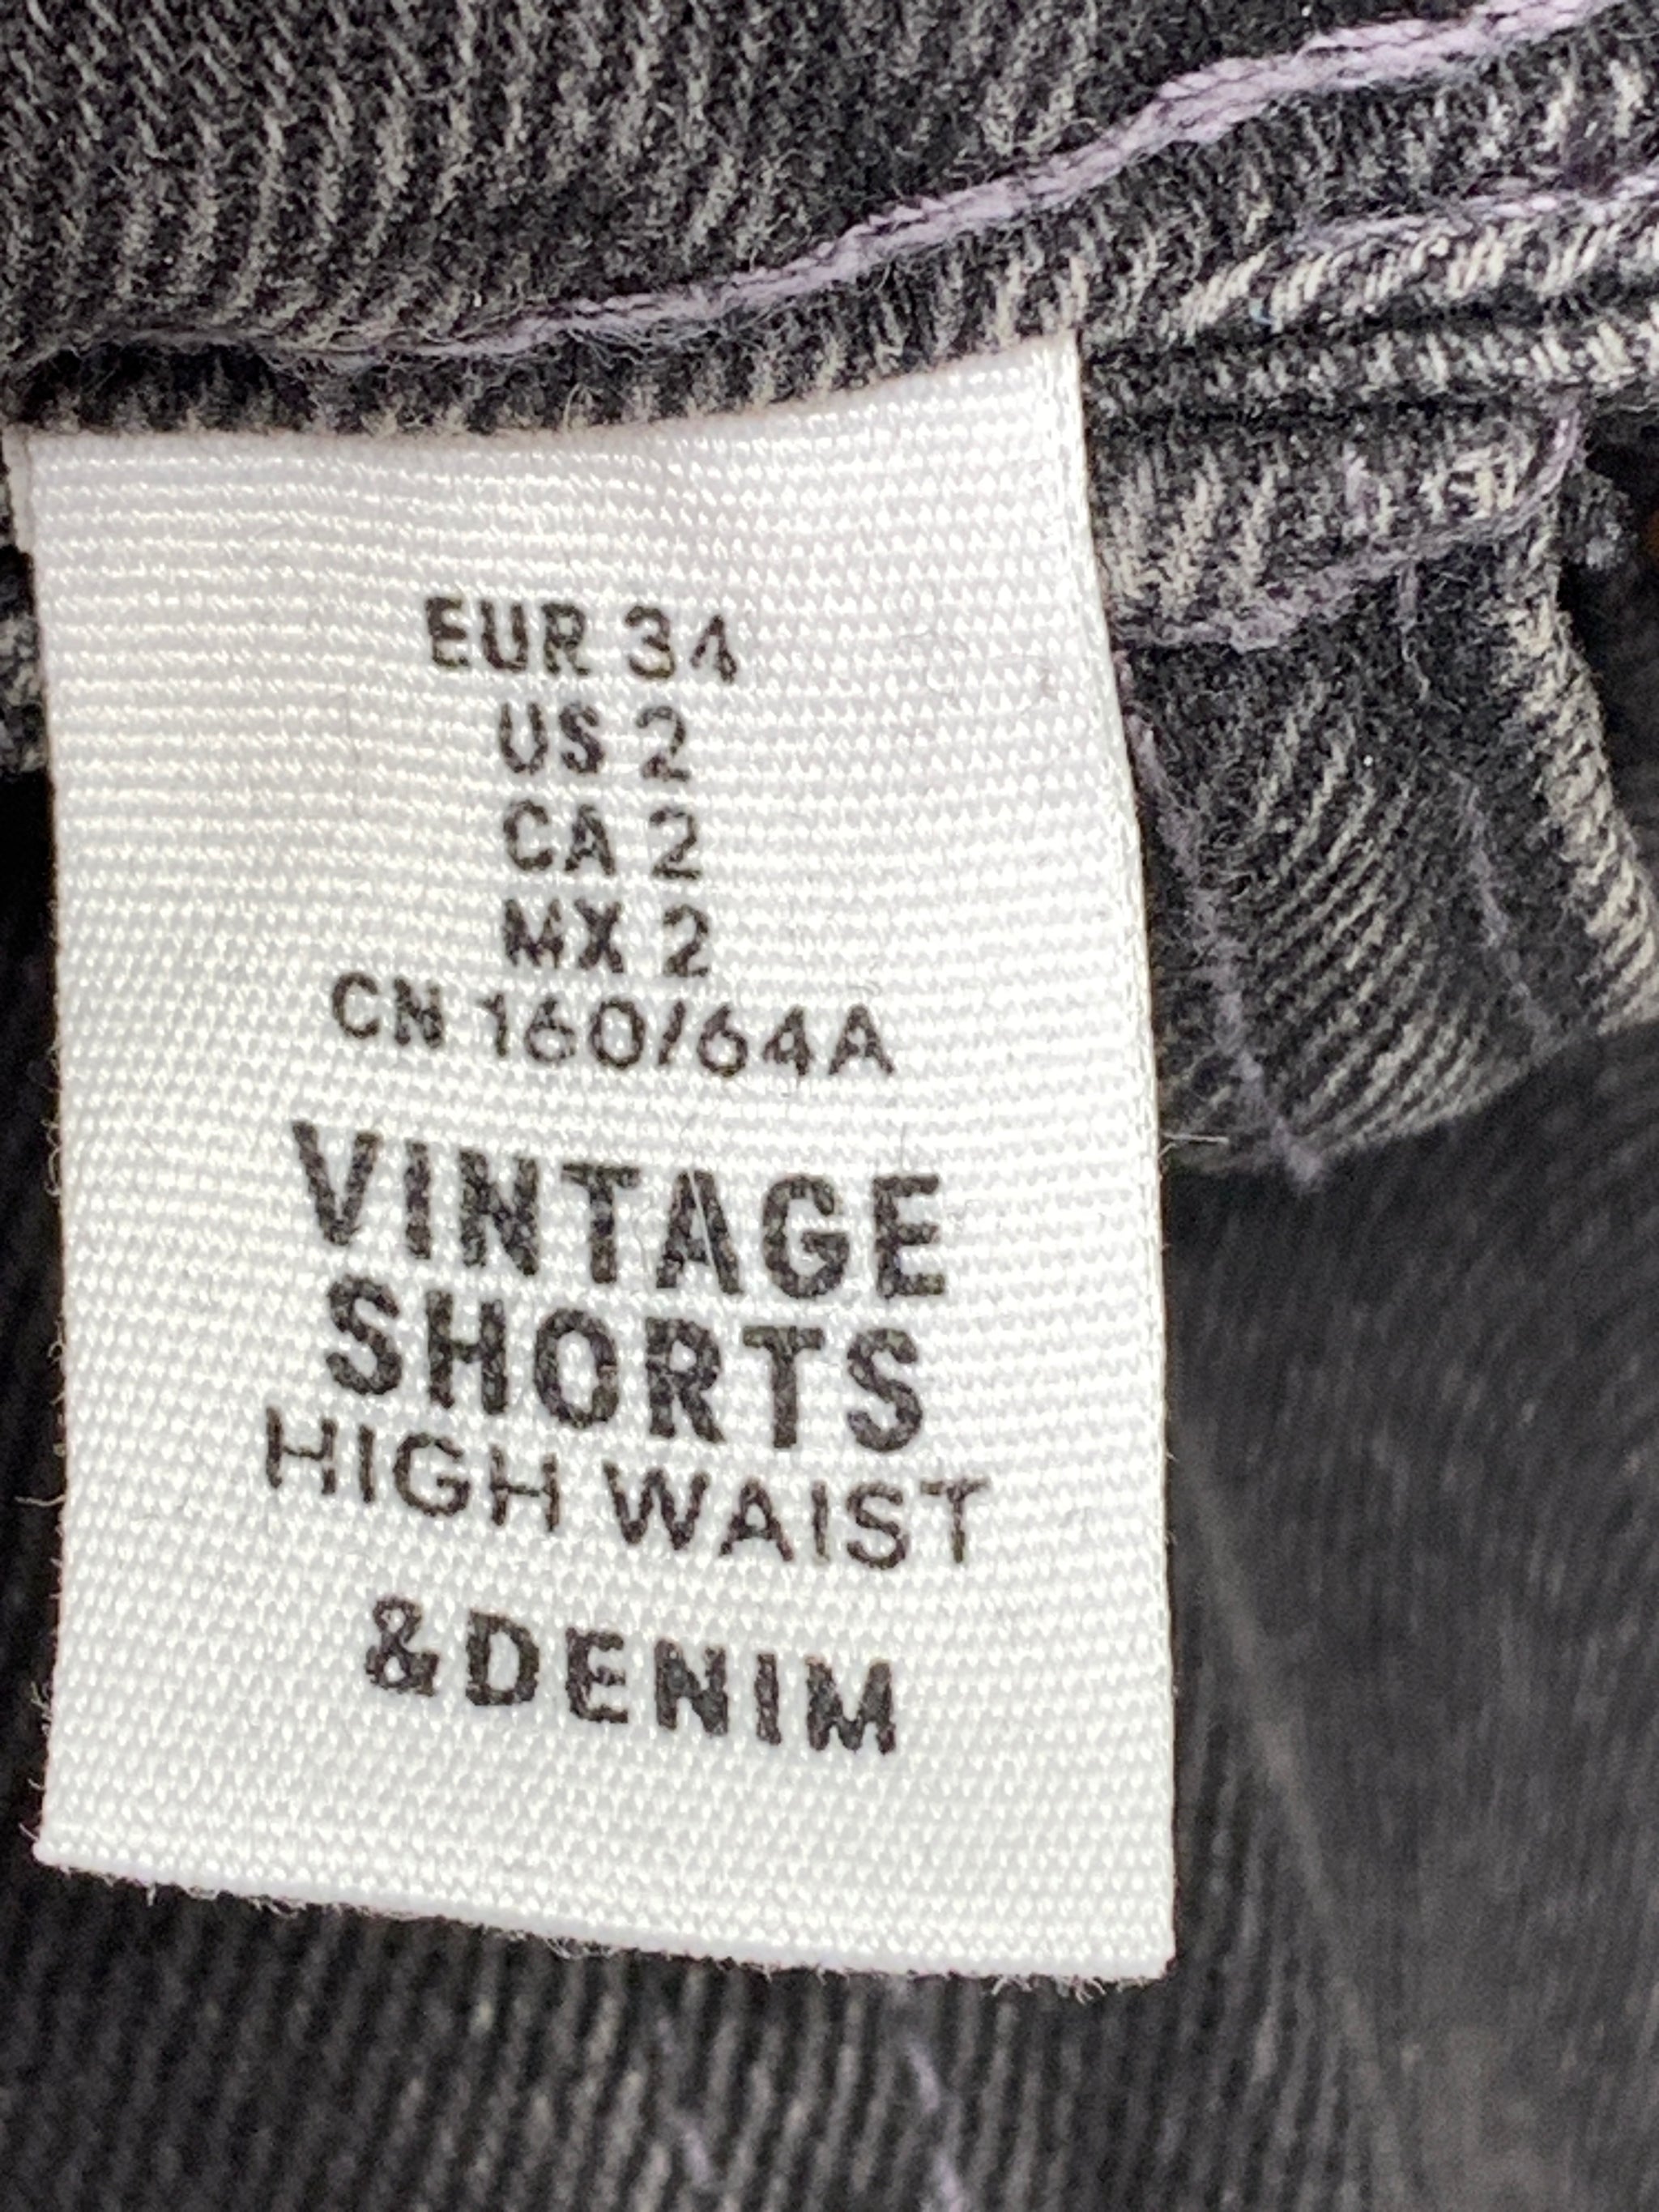 EUR 34
US 2
CA 2
MX 2
CN 160/64A
VINTAGE
SHORTS
HIGH WAIST
&DENIM